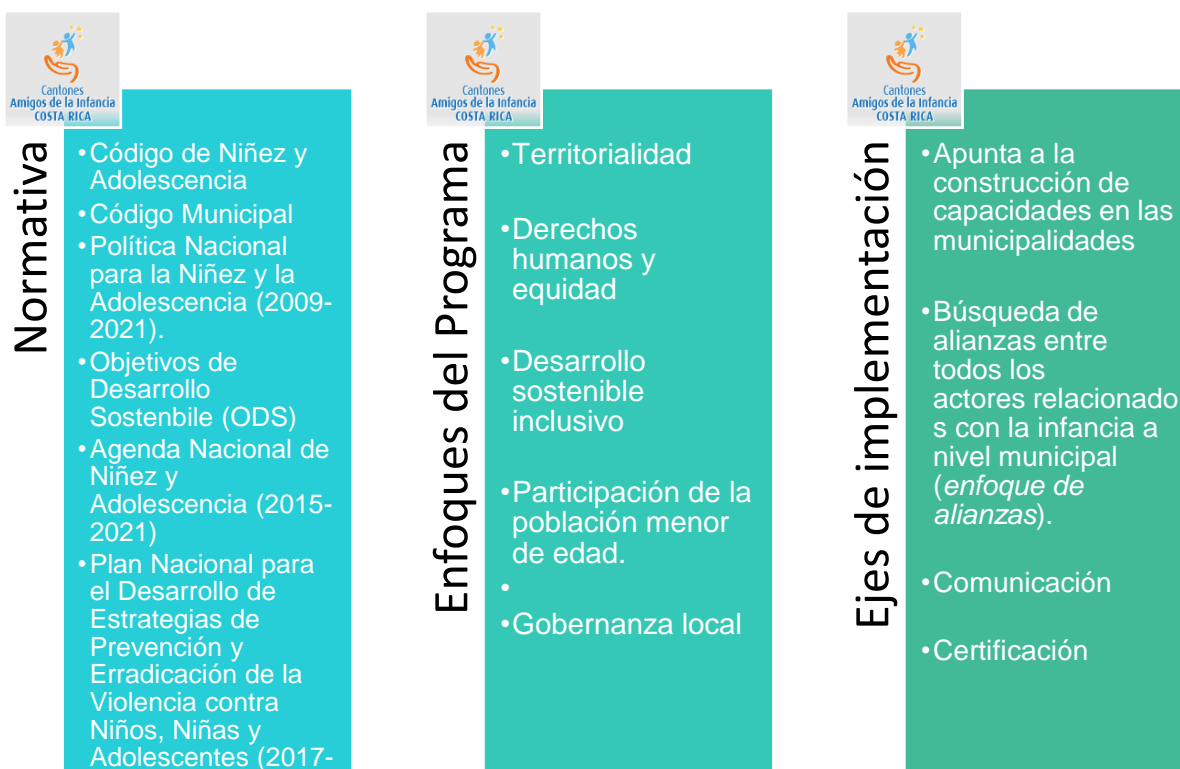 Cantones
Amigos de la Infancia
COSTA RICA
Normativa
•Código de Niñez y
Adolescencia
•Código Municipal
•Política Nacional
para la Niñez y la
Adolescencia (2009-
2021).
•Objetivos de
Desarrollo
Sostenbile (ODS)
•Agenda Nacional de
Niñez y
Adolescencia (2015-
2021)
•Plan Nacional para
el Desarrollo de
Estrategias de
Prevención y
Erradicación de la
Violencia contra
Niños, Niñas y
Adolescentes (2017-
Cantones
Amigos de la Infancia
COSTA RICA
Enfoques del Programa
•Territorialidad
•Derechos
humanos y
equidad
•Desarrollo
sostenible
inclusivo
•Participación de la
población menor
de edad.
•
•Gobernanza local
Cantones
Amigos de la Infancia
COSTA RICA
Ejes de implementación
•Apunta a la
construcción de
capacidades en las
municipalidades
•Búsqueda de
alianzas entre
todos los
actores relacionado
s con la infancia a
nivel municipal
(enfoque de
alianzas).
•Comunicación
•Certificación